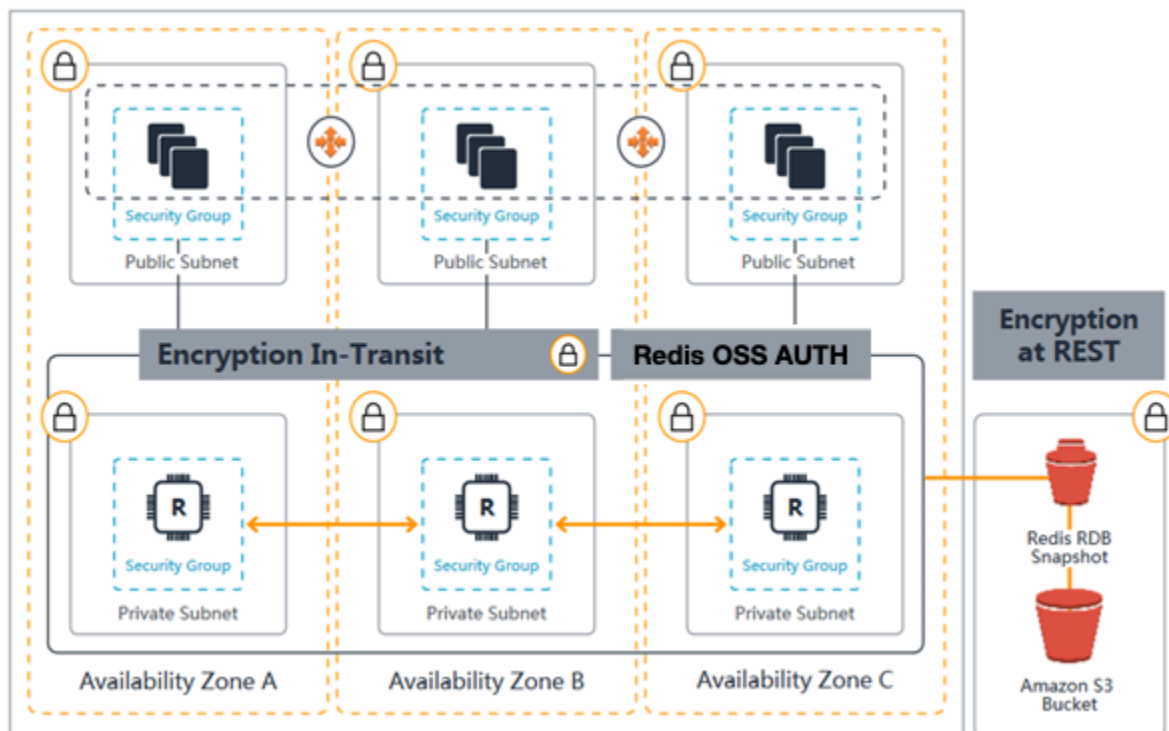 Security Group
Public Subnet
Security Group
Public Subnet
Security Group
Public Subnet
Encryption In-Transit
Redis OSS AUTH
Encryption
at REST
R
Security Group
Private Subnet
R
Security Group
Private Subnet
R
Security Group
Private Subnet
Availability Zone A
Availability Zone B
Availability Zone C
Redis RDB
Snapshot
Amazon S3
Bucket